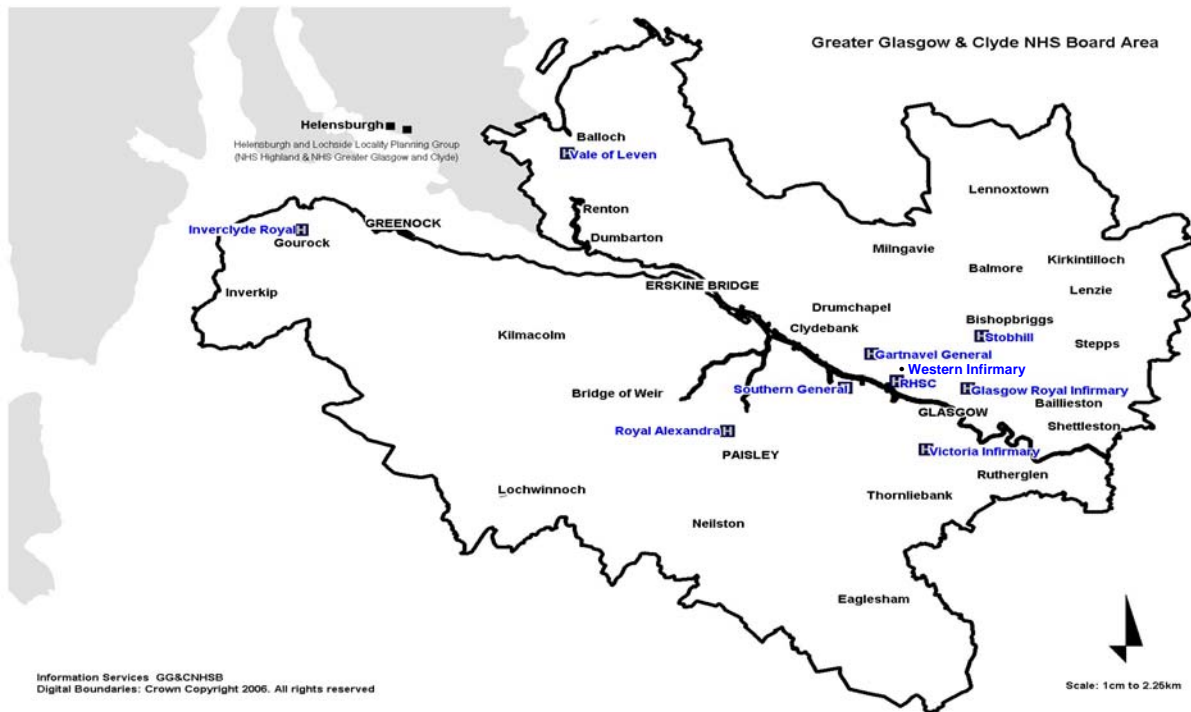 Greater Glasgow & Clyde NHS Board Area
Helensburgh
Helensburgh and Lochside Locality Planning Group
(NHS Highland & NHS Greater Glasgow and Clyde)
Balloch
H Vale of Leven
Lennoxtown
Renton
Inverclyde Royal H
GREENOCK
Gourock
Dumbarton
Milngavie
Kirkintilloch
Balmore
ERSKINE BRIDGE
Lenzie
Inverkip
Drumchapel
Bishopbriggs
Clydebank
Kilmacolm
H Stobhill
Stepps
H Gartnavel General
Western Infirmary
H RHSC
Southern General H
H Glasgow Royal Infirmary
Bridge of Weir
Baillieston
GLASGOW
Shettleston
Royal Alexandra H
H Victoria Infirmary
PAISLEY
Rutherglen
Lochwinnoch
Thornliebank
Neilston
Eaglesham
Information Services GG&CNHSB
Digital Boundaries: Crown Copyright 2006. All rights reserved
Scale: 1cm to 2.25km